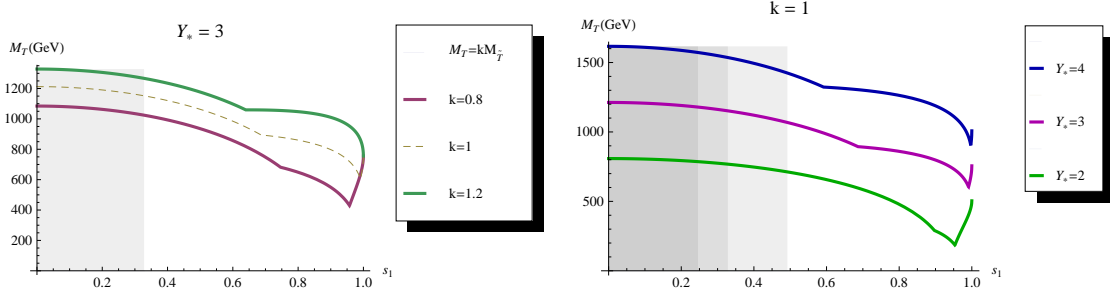 Y* = 3
M_T(GeV)
1200
1000
800
600
400
200
0.2
0.4
0.6
0.8
1.0
s₁
M_T=kM_T̃
k=0.8
k=1
k=1.2
k = 1
M_T(GeV)
1500
1000
500
0.2
0.4
0.6
0.8
1.0
s₁
Y*=4
Y*=3
Y*=2